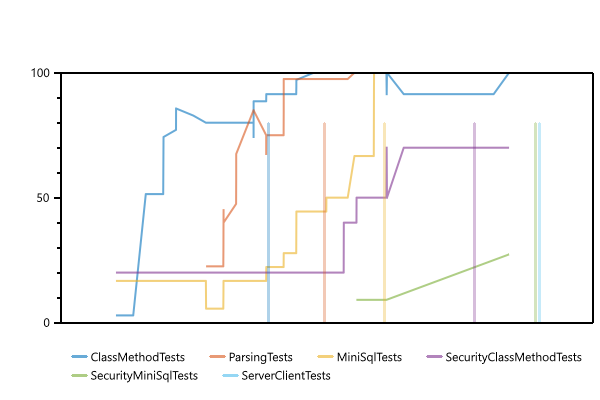 100
50
0
ClassMethodTests ParsingTests MiniSqlTests SecurityClassMethodTests
SecurityMiniSqlTests ServerClientTests